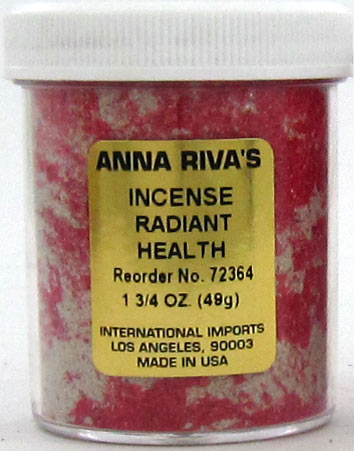 ANNA RIVA'S
INCENSE
RADIANT
HEALTH
Reorder No. 72364
1 3/4 OZ. (49g)
INTERNATIONAL IMPORTS
LOS ANGELES, 90003
MADE IN USA